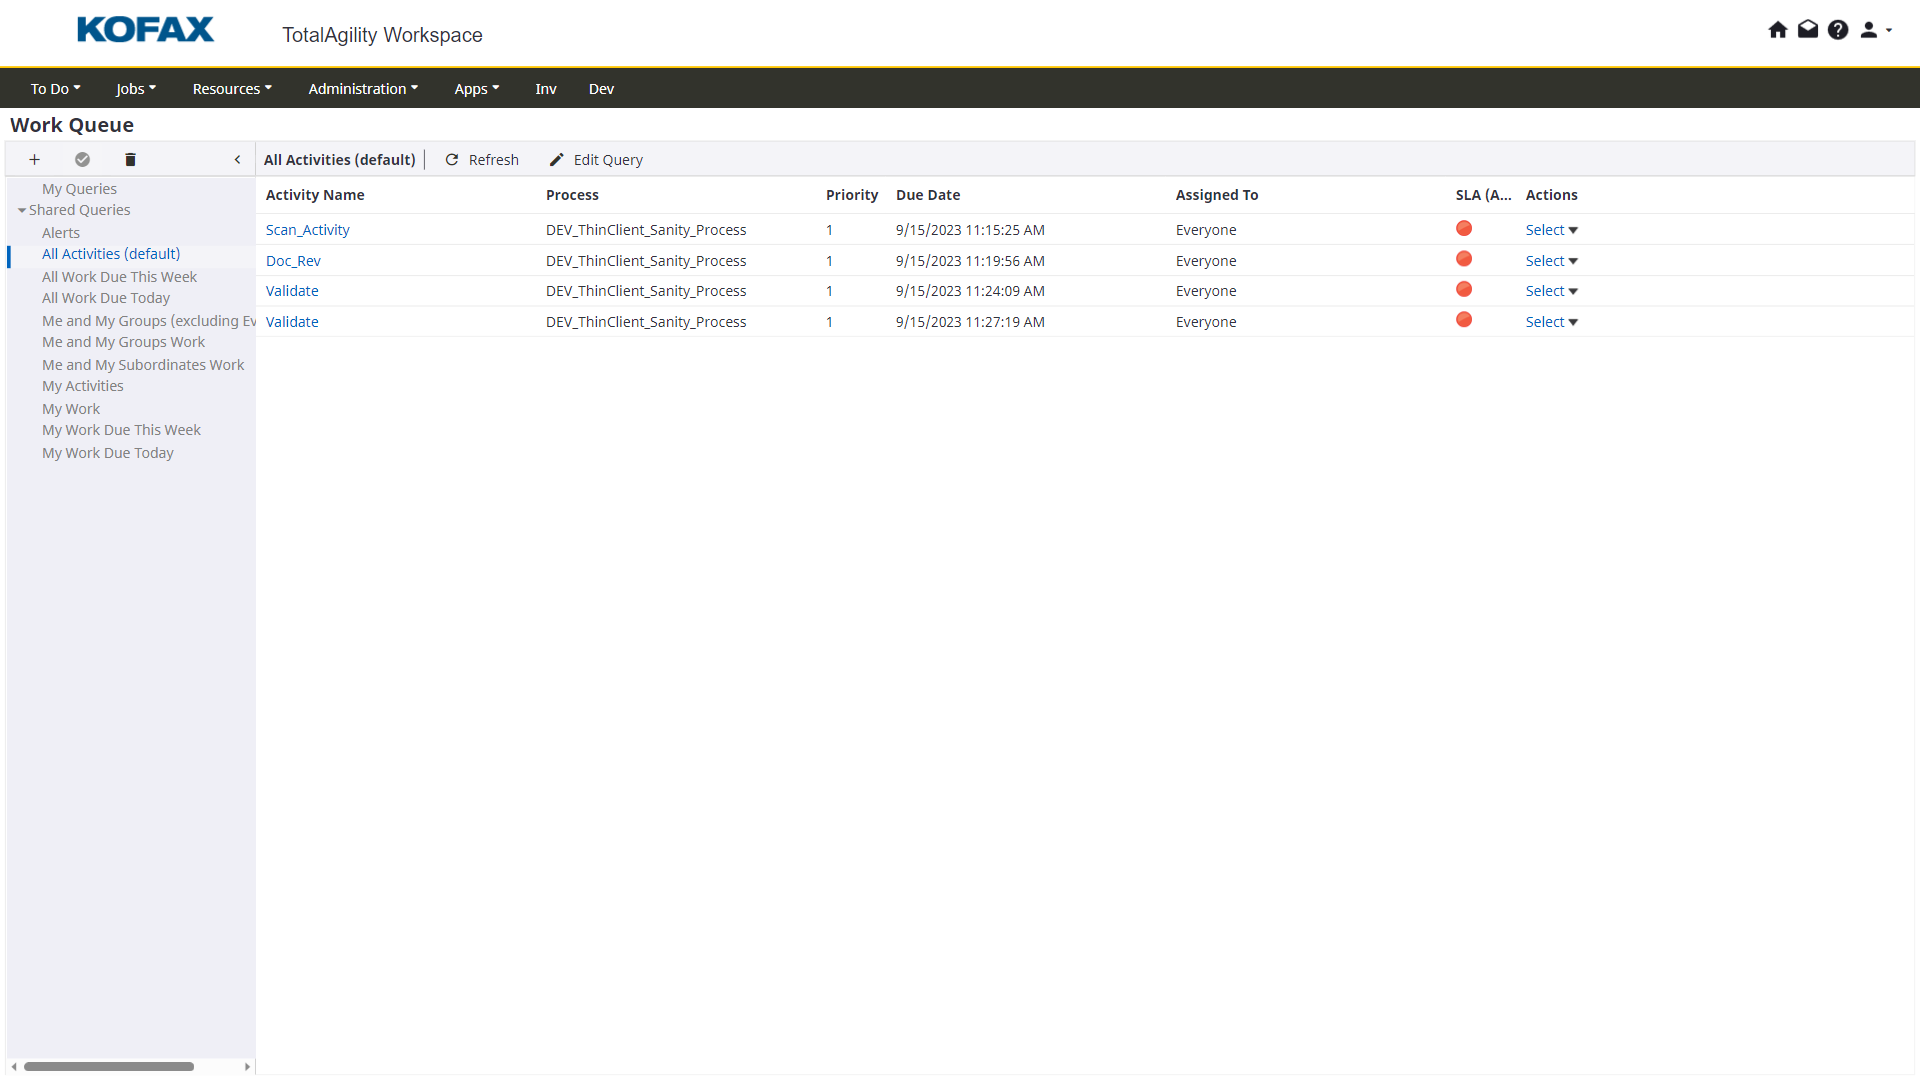 KOFAX
TotalAgility Workspace
To Do
Jobs
Resources
Administration
Apps
Inv
Dev
Work Queue
All Activities (default)
Refresh
Edit Query
My Queries
Shared Queries
Alerts
All Activities (default)
All Work Due This Week
All Work Due Today
Me and My Groups (excluding Ev
Me and My Groups Work
Me and My Subordinates Work
My Activities
My Work
My Work Due This Week
My Work Due Today
Activity Name Process Priority Due Date Assigned To SLA (A... Actions
Scan_Activity DEV_ThinClient_Sanity_Process 1 9/15/2023 11:15:25 AM Everyone Select
Doc_Rev DEV_ThinClient_Sanity_Process 1 9/15/2023 11:19:56 AM Everyone Select
Validate DEV_ThinClient_Sanity_Process 1 9/15/2023 11:24:09 AM Everyone Select
Validate DEV_ThinClient_Sanity_Process 1 9/15/2023 11:27:19 AM Everyone Select